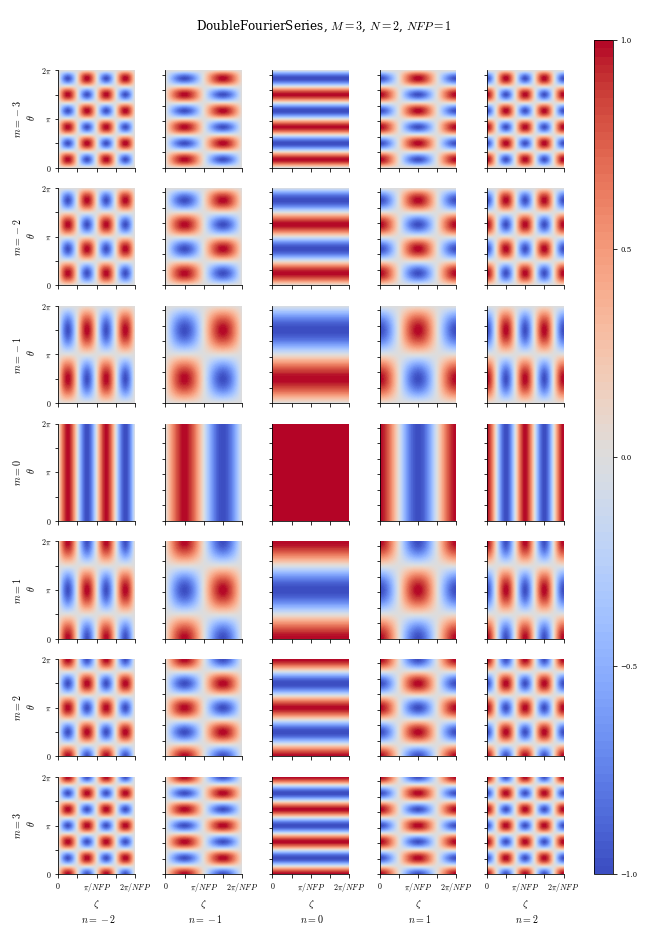 DoubleFourierSeries, M = 3, N = 2, NFP = 1
1.0
0.5
0.0
−0.5
−1.0
m = −3
θ
2π
π
0
m = −2
θ
2π
π
0
m = −1
θ
2π
π
0
m = 0
θ
2π
π
0
m = 1
θ
2π
π
0
m = 2
θ
2π
π
0
m = 3
θ
2π
π
0
0 π/NFP 2π/NFP 0 π/NFP 2π/NFP 0 π/NFP 2π/NFP 0 π/NFP 2π/NFP 0 π/NFP 2π/NFP
ζ ζ ζ ζ ζ
n = −2 n = −1 n = 0 n = 1 n = 2